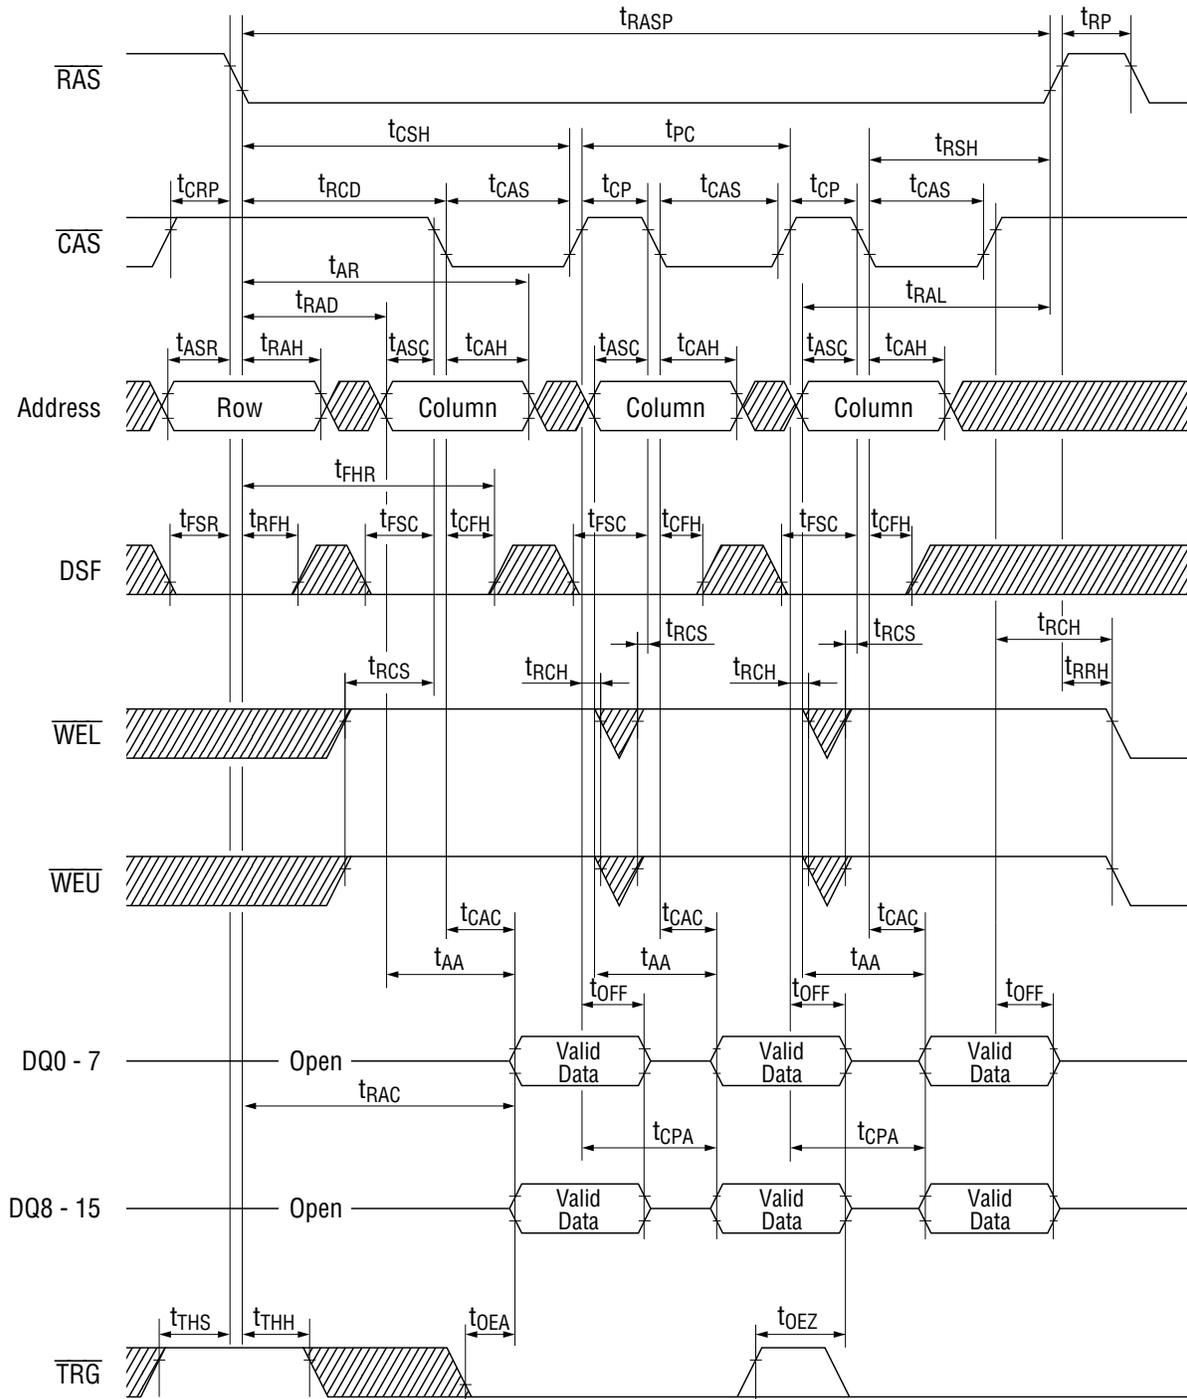 tRASP tRP
RAS
tCSH tPC tRSH
tCRP tRCD tCAS tCP tCAS tCP tCAS
CAS
tAR
tRAD tRAL
tASR tRAH tASC tCAH tASC tCAH tASC tCAH
Address Row Column Column Column
tFHR
tFSR tRFH tFSC tCFH tFSC tCFH tFSC tCFH
DSF
tRCS tRCS tRCH
tRCS tRCH tRCH tRRH
WEL
WEU
tCAC tCAC tCAC
tAA tAA tAA
tOFF tOFF tOFF
DQ0 - 7 Open Valid Data Valid Data Valid Data
tRAC
tCPA tCPA
DQ8 - 15 Open Valid Data Valid Data Valid Data
tTHS tTHH tOEA tOEZ
TRG